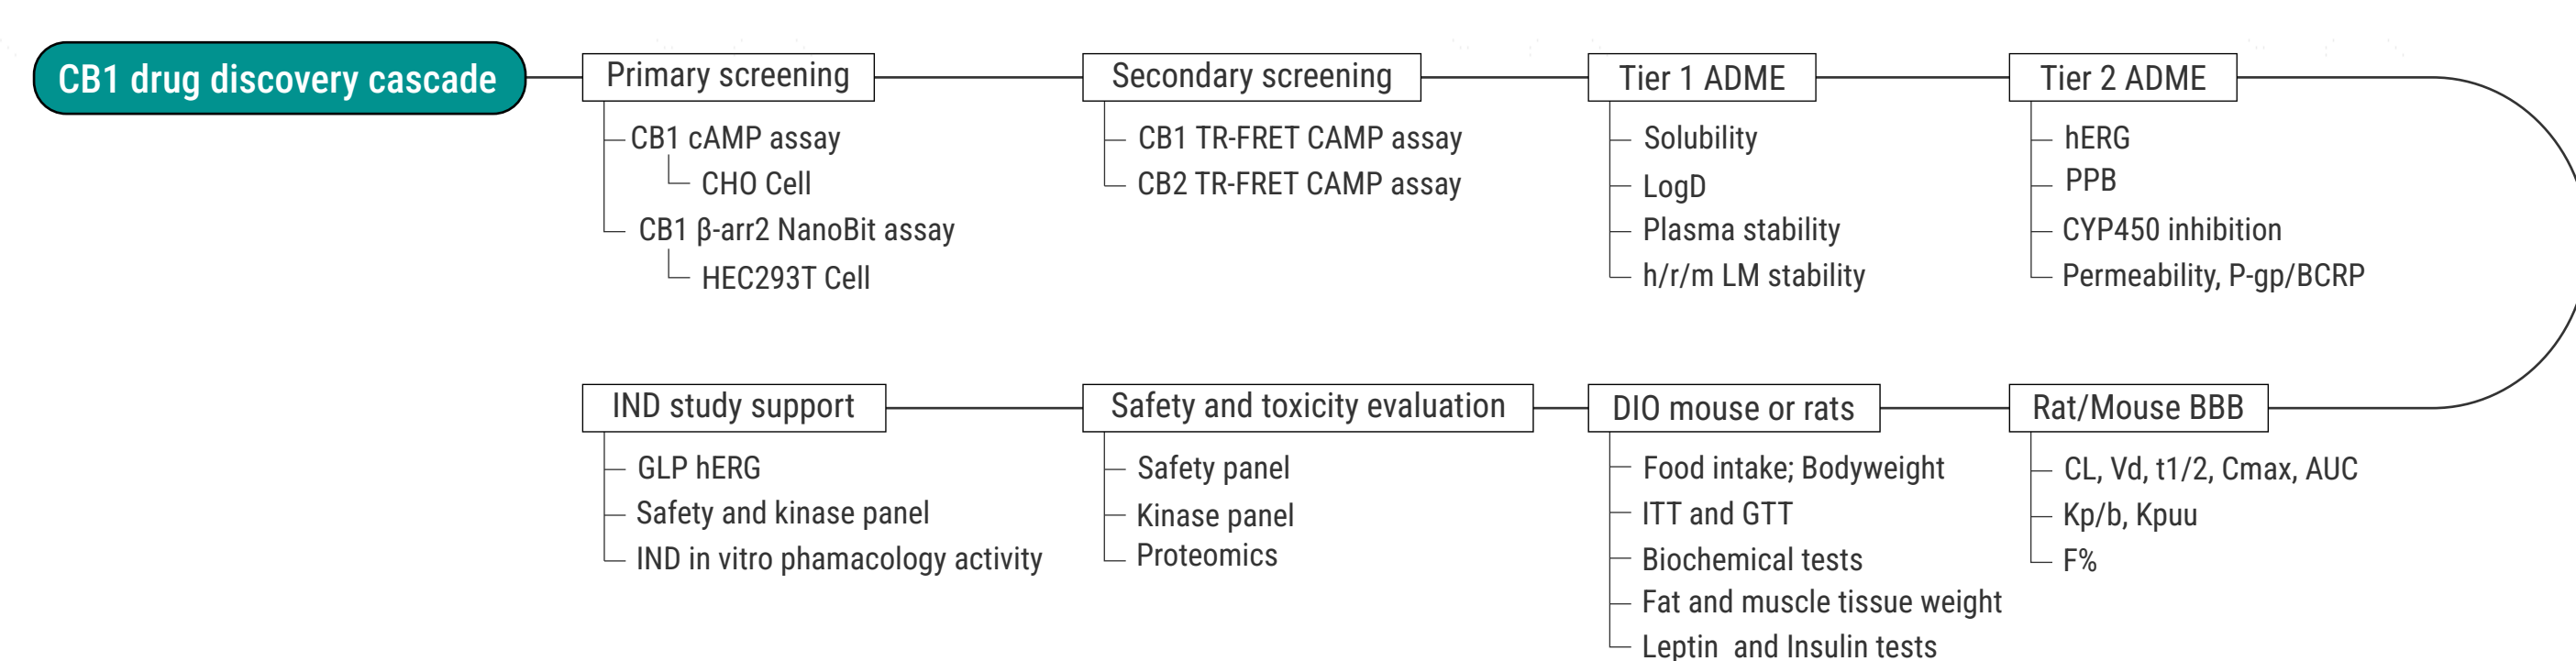 CB1 drug discovery cascade
Primary screening
CB1 cAMP assay
CHO Cell
CB1 β-arr2 NanoBit assay
HEC293T Cell
Secondary screening
CB1 TR-FRET CAMP assay
CB2 TR-FRET CAMP assay
Tier 1 ADME
Solubility
LogD
Plasma stability
h/r/m LM stability
Tier 2 ADME
hERG
PPB
CYP450 inhibition
Permeability, P-gp/BCRP
Rat/Mouse BBB
CL, Vd, t1/2, Cmax, AUC
Kp/b, Kpuu
F%
DIO mouse or rats
Food intake; Bodyweight
ITT and GTT
Biochemical tests
Fat and muscle tissue weight
Leptin and Insulin tests
Safety and toxicity evaluation
Safety panel
Kinase panel
Proteomics
IND study support
GLP hERG
Safety and kinase panel
IND in vitro phamacology activity